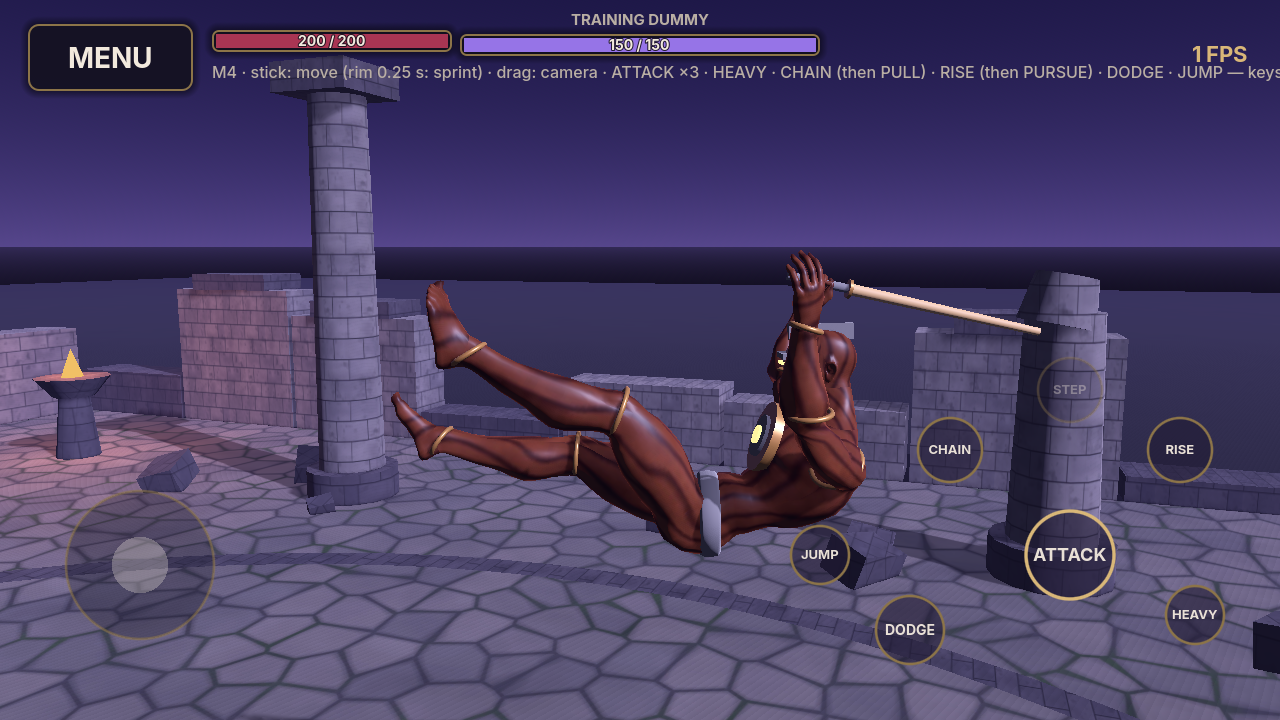 TRAINING DUMMY
MENU
200 / 200
150 / 150
1 FPS
M4 · stick: move (rim 0.25 s: sprint) · drag: camera · ATTACK ×3 · HEAVY · CHAIN (then PULL) · RISE (then PURSUE) · DODGE · JUMP — keys
STEP
CHAIN
RISE
JUMP
ATTACK
HEAVY
DODGE